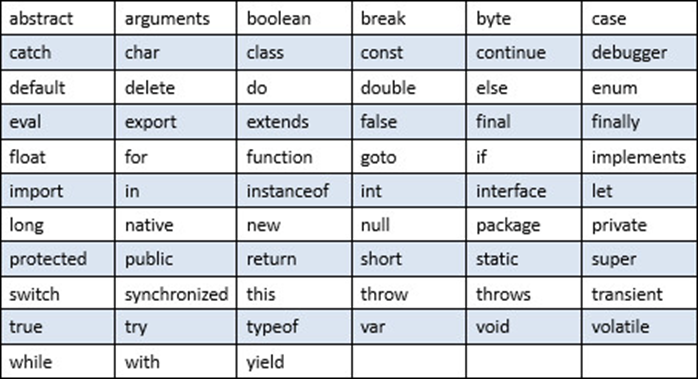 abstract arguments boolean break byte case
catch char class const continue debugger
default delete do double else enum
eval export extends false final finally
float for function goto if implements
import in instanceof int interface let
long native new null package private
protected public return short static super
switch synchronized this throw throws transient
true try typeof var void volatile
while with yield